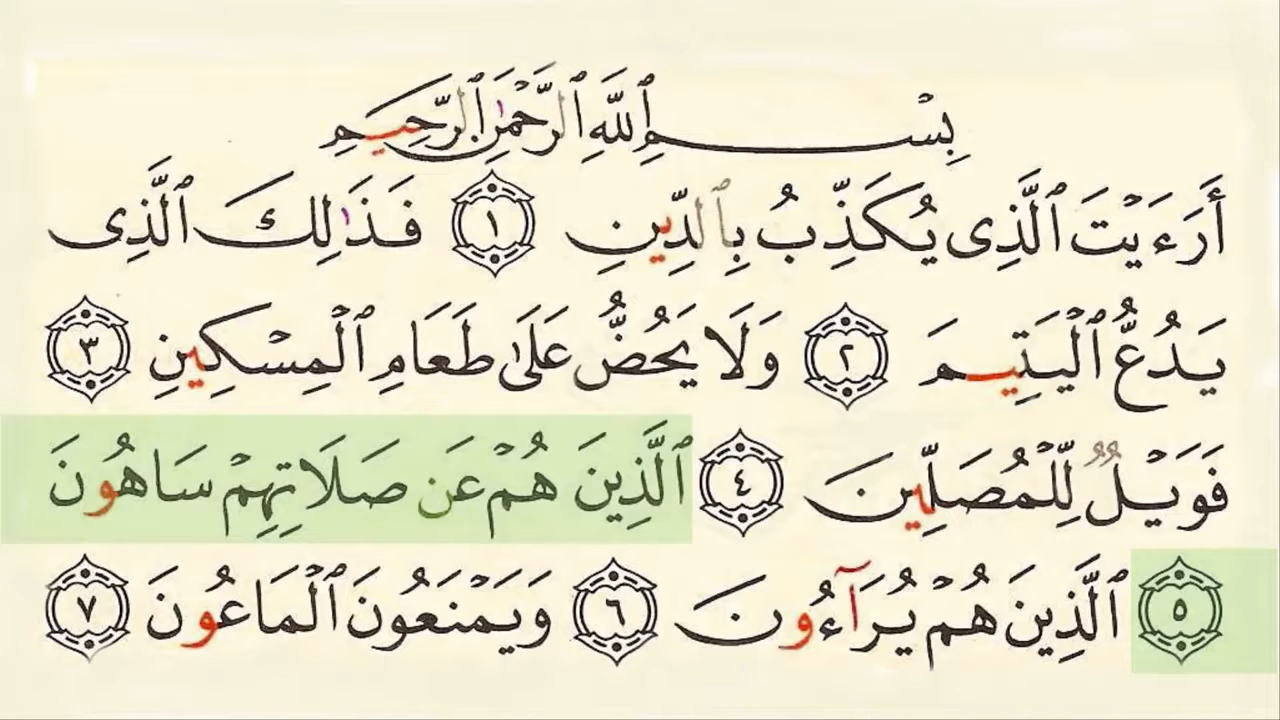 بِسْمِ ٱللَّهِ ٱلرَّحْمَٰنِ ٱلرَّحِيمِ
أَرَءَيْتَ ٱلَّذِى يُكَذِّبُ بِٱلدِّينِ ١ فَذَٰلِكَ ٱلَّذِى
يَدُعُّ ٱلْيَتِيمَ ٢ وَلَا يَحُضُّ عَلَىٰ طَعَامِ ٱلْمِسْكِينِ ٣
فَوَيْلٌ لِّلْمُصَلِّينَ ٤ ٱلَّذِينَ هُمْ عَن صَلَاتِهِمْ سَاهُونَ
٥ ٱلَّذِينَ هُمْ يُرَآءُونَ ٦ وَيَمْنَعُونَ ٱلْمَاعُونَ ٧